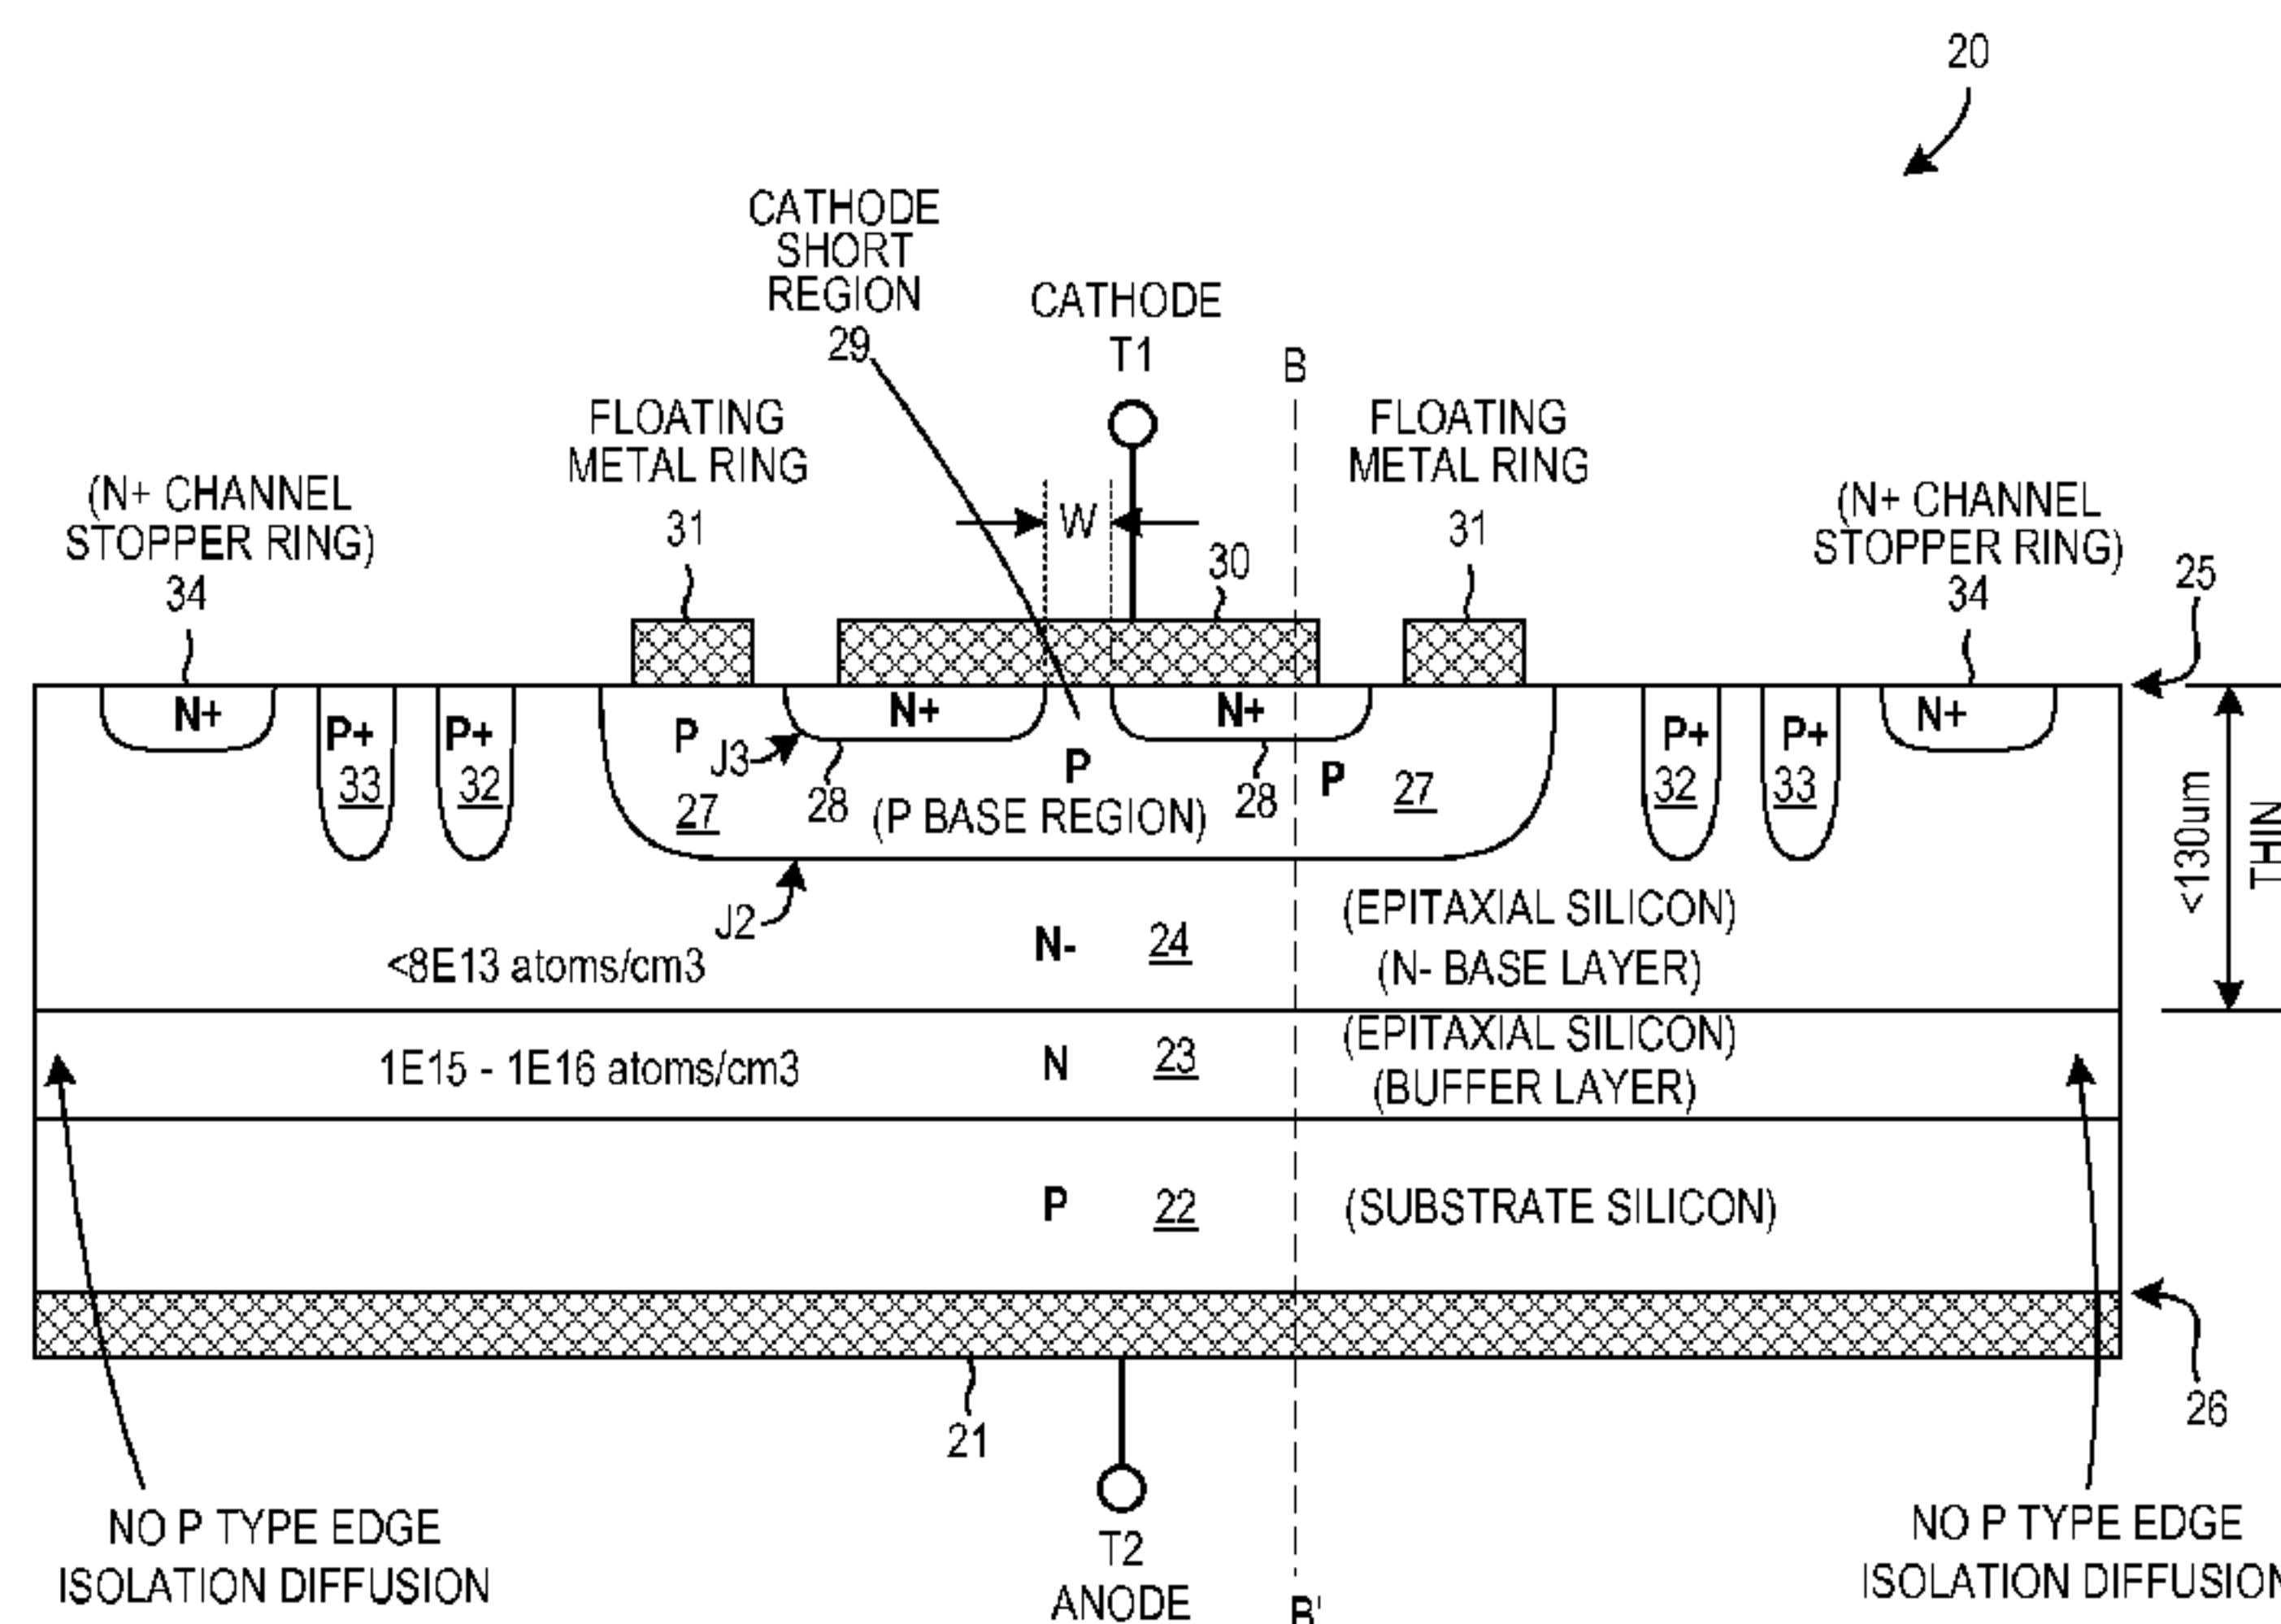 20
CATHODE
SHORT
REGION
29
CATHODE
T1
B
FLOATING
METAL RING
31
FLOATING
METAL RING
31
(N+ CHANNEL
STOPPER RING)
34
(N+ CHANNEL
STOPPER RING)
34
W
30
25
N+
P+
33
P+
32
P
J3
27
N+
28
P
(P BASE REGION)
N+
28
P
27
P+
32
P+
33
N+
<130um
THIN
J2
<8E13 atoms/cm3
N-
24
(EPITAXIAL SILICON)
(N- BASE LAYER)
1E15 - 1E16 atoms/cm3
N
23
(EPITAXIAL SILICON)
(BUFFER LAYER)
P
22
(SUBSTRATE SILICON)
21
26
NO P TYPE EDGE
ISOLATION DIFFUSION
T2
ANODE
B'
NO P TYPE EDGE
ISOLATION DIFFUSION